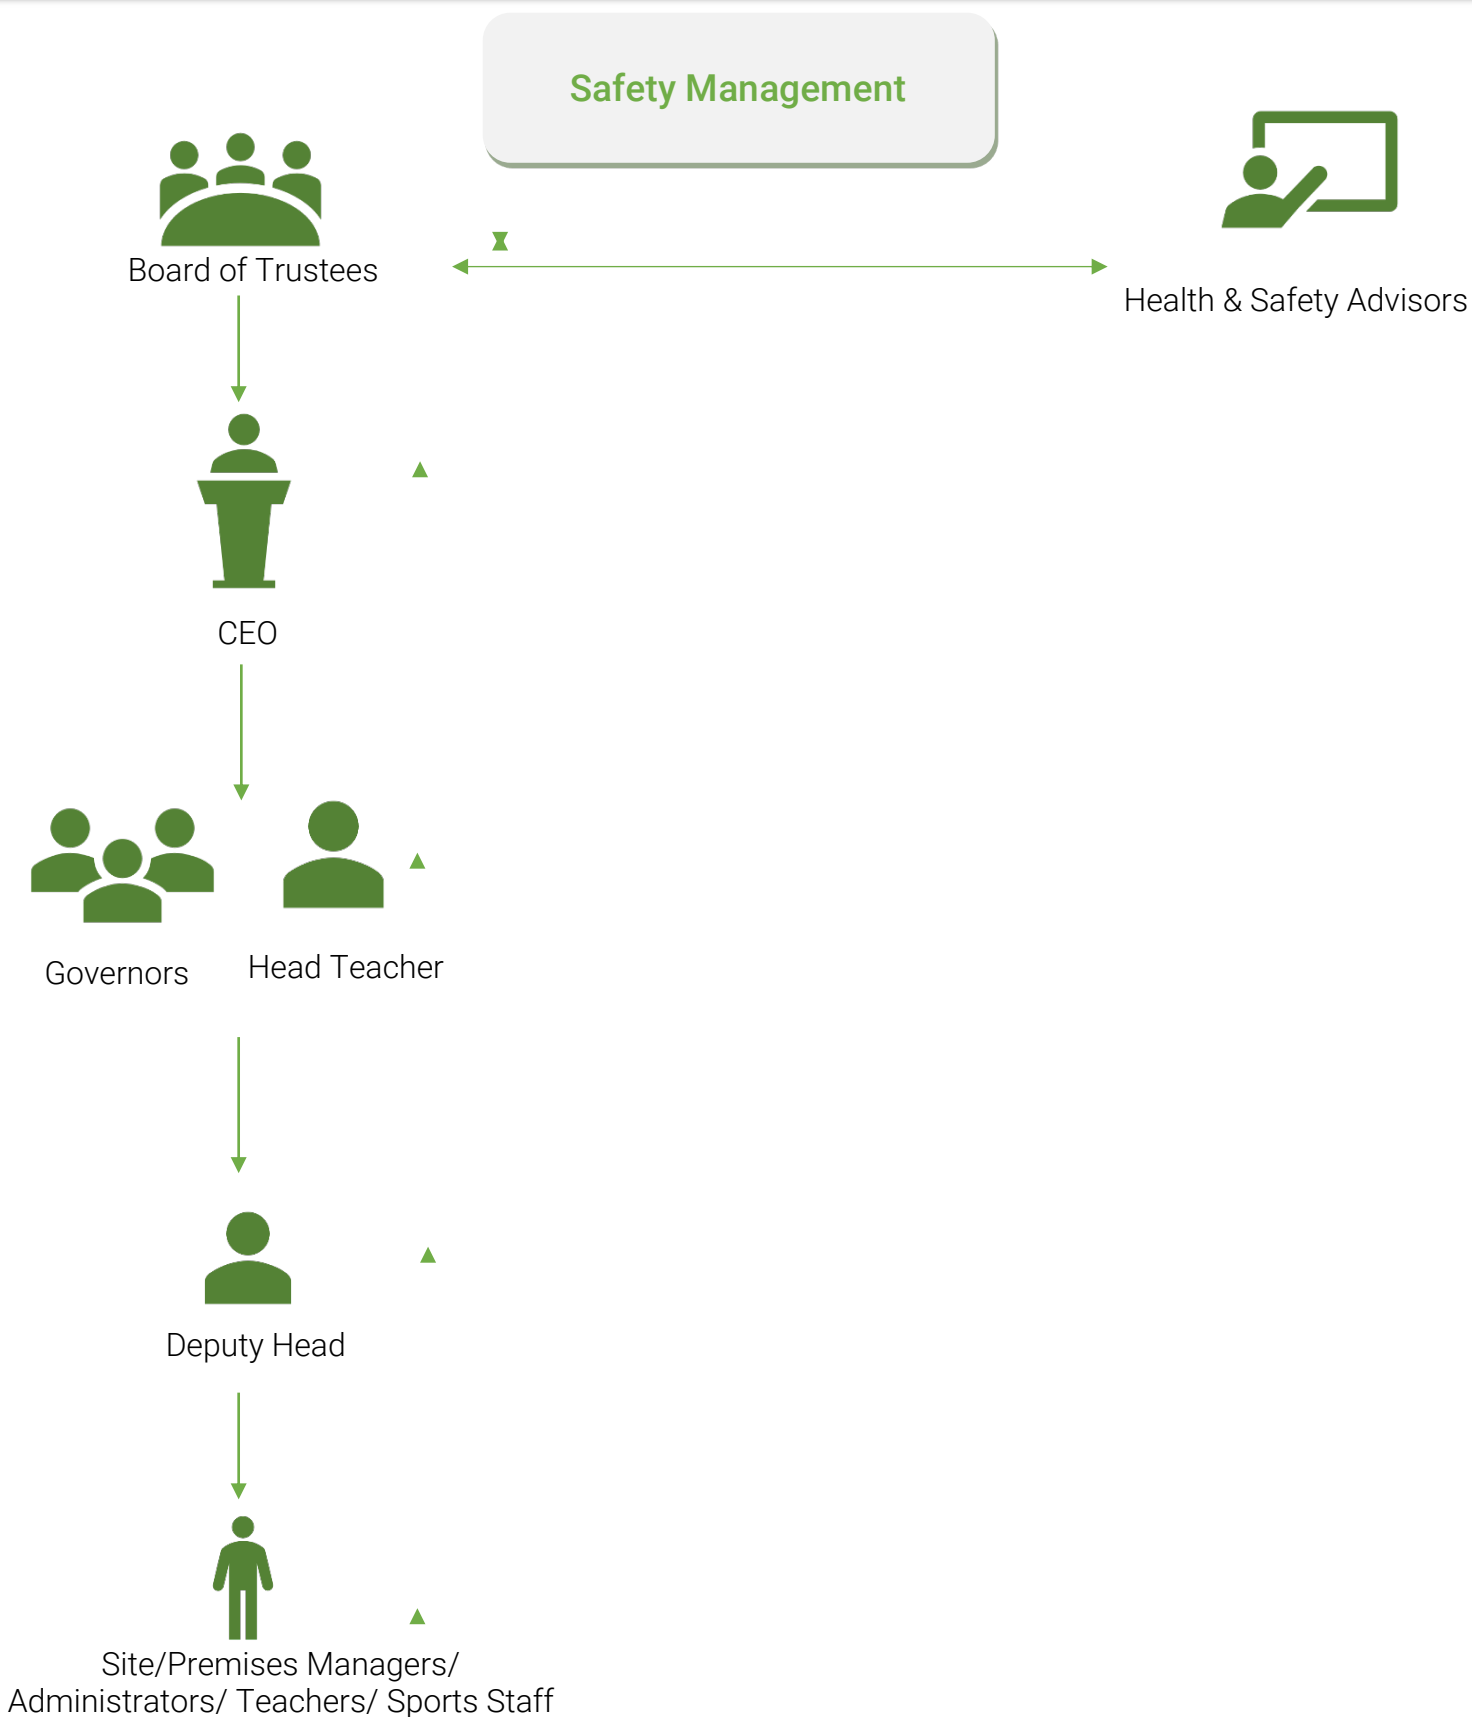 Safety Management
Board of Trustees
Health & Safety Advisors
CEO
Governors
Head Teacher
Deputy Head
Site/Premises Managers/
Administrators/ Teachers/ Sports Staff